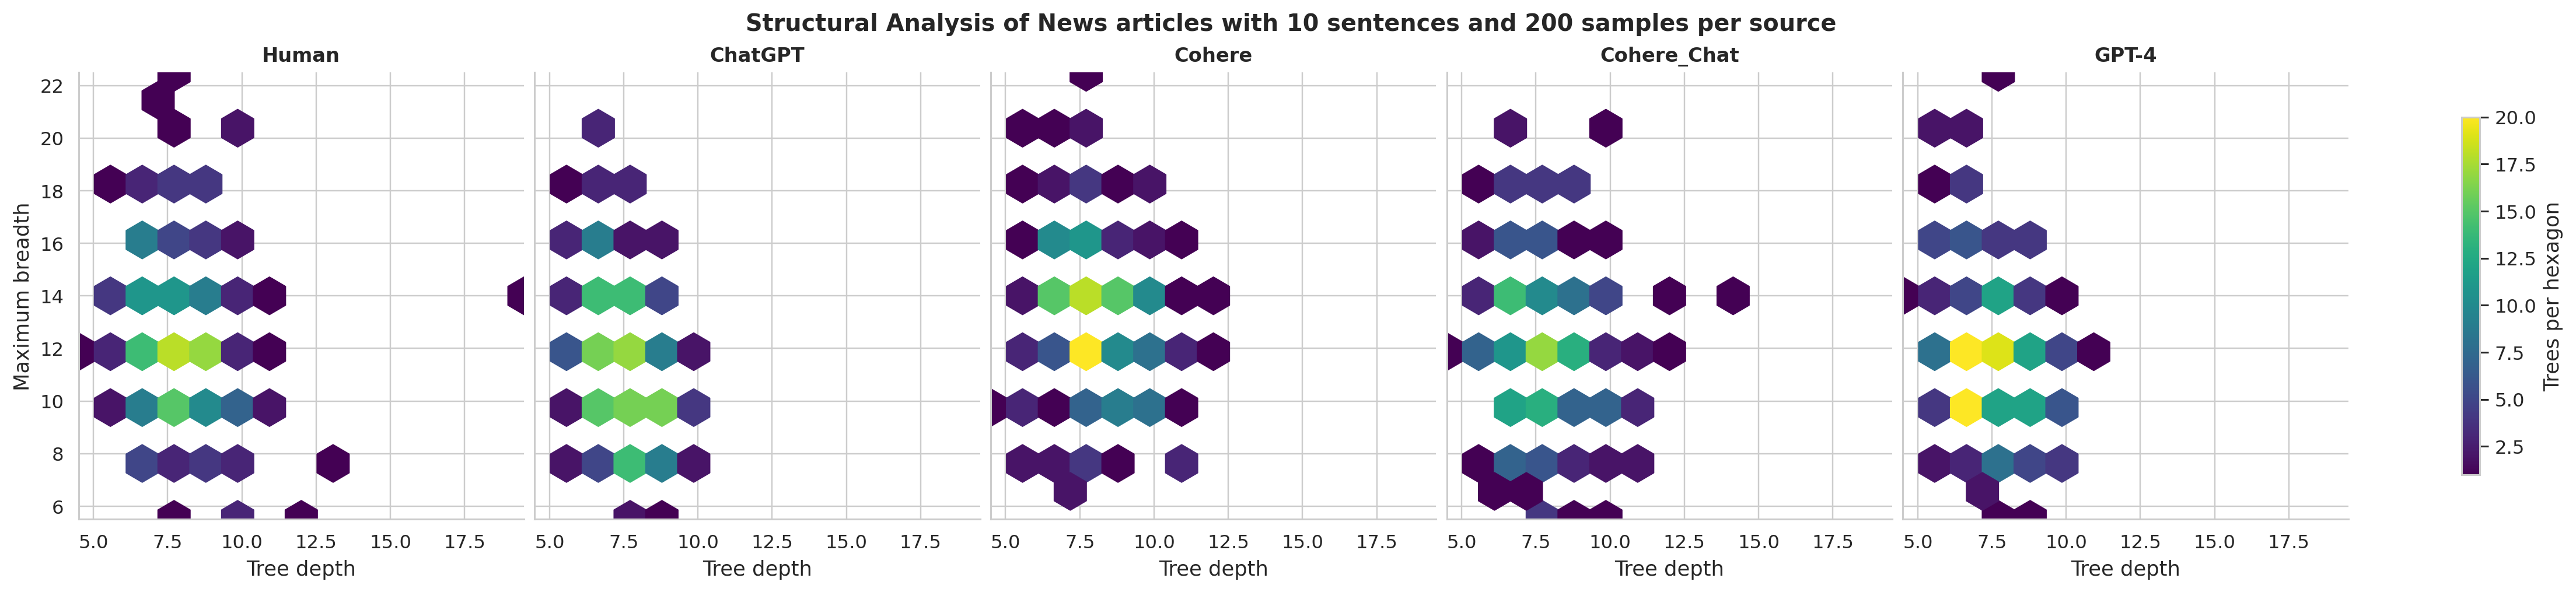 Structural Analysis of News articles with 10 sentences and 200 samples per source
Human
ChatGPT
Cohere
Cohere_Chat
GPT-4
Maximum breadth
22
20
18
16
14
12
10
8
6
5.0 7.5 10.0 12.5 15.0 17.5
5.0 7.5 10.0 12.5 15.0 17.5
5.0 7.5 10.0 12.5 15.0 17.5
5.0 7.5 10.0 12.5 15.0 17.5
5.0 7.5 10.0 12.5 15.0 17.5
Tree depth
Tree depth
Tree depth
Tree depth
Tree depth
20.0
17.5
15.0
12.5
10.0
7.5
5.0
2.5
Trees per hexagon